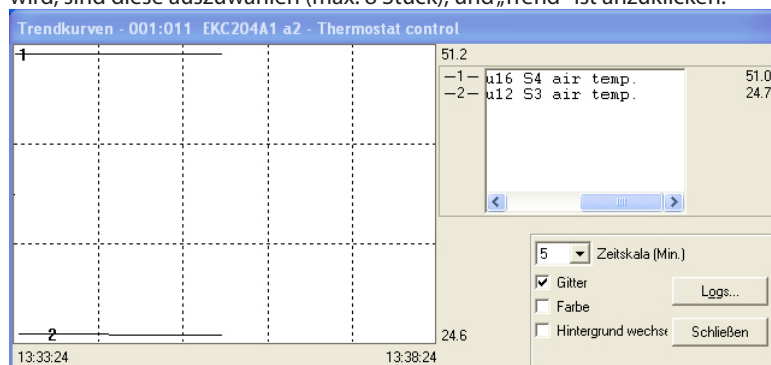 wird, sind diese auszuwählen (max. 8 Stück), und „Trend“ ist anzuklicken.
Trendkurven - 001:011 EKC204A1 a2 - Thermostat control
1
51.2
—1— u16 S4 air temp. 51.0
—2— u12 S3 air temp. 24.7
5 Zeitskala (Min.)
Gitter
Logs...
Farbe
Hintergrund wechse
Schließen
2
24.6
13:33:24 13:38:24